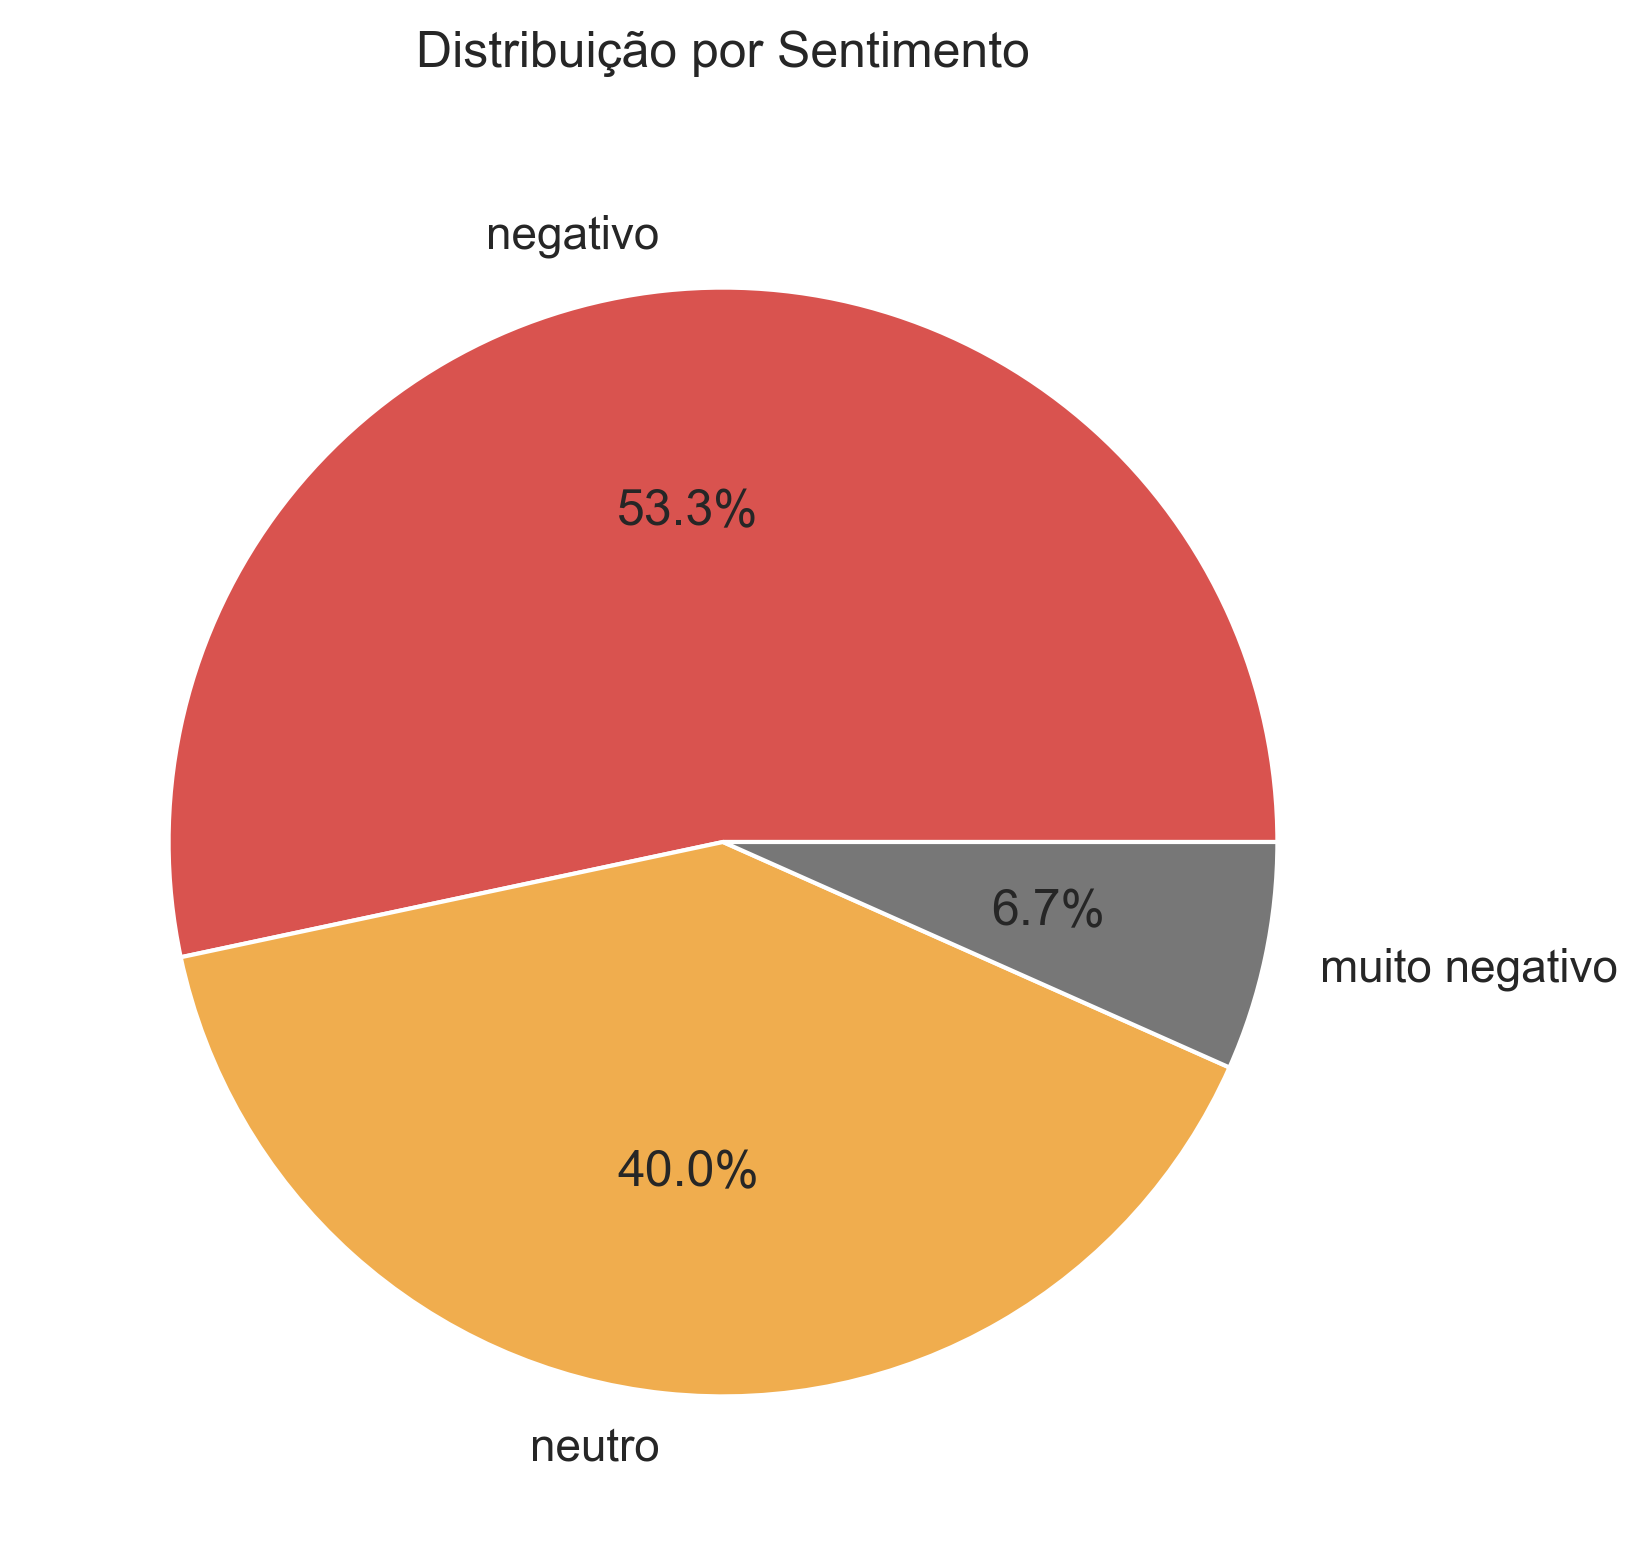 Distribuição por Sentimento
negativo
53.3%
6.7%
muito negativo
40.0%
neutro